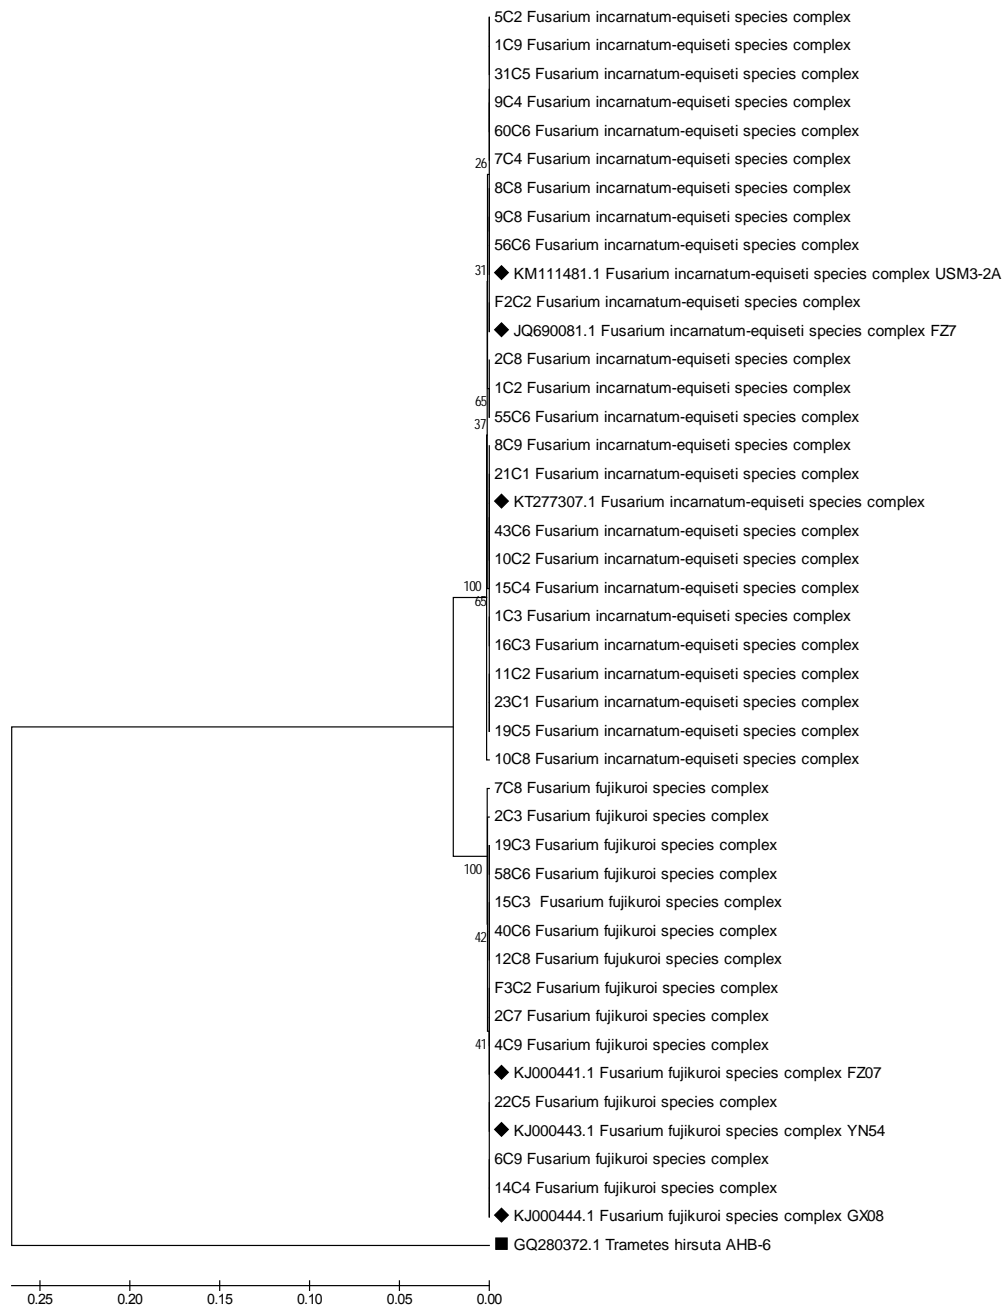 5C2 Fusarium incarnatum-equiseti species complex
1C9 Fusarium incarnatum-equiseti species complex
31C5 Fusarium incarnatum-equiseti species complex
9C4 Fusarium incarnatum-equiseti species complex
60C6 Fusarium incarnatum-equiseti species complex
7C4 Fusarium incarnatum-equiseti species complex
26
8C8 Fusarium incarnatum-equiseti species complex
9C8 Fusarium incarnatum-equiseti species complex
56C6 Fusarium incarnatum-equiseti species complex
31
KM111481.1 Fusarium incarnatum-equiseti species complex USM3-2A
F2C2 Fusarium incarnatum-equiseti species complex
JQ690081.1 Fusarium incarnatum-equiseti species complex FZ7
2C8 Fusarium incarnatum-equiseti species complex
1C2 Fusarium incarnatum-equiseti species complex
65
55C6 Fusarium incarnatum-equiseti species complex
37
8C9 Fusarium incarnatum-equiseti species complex
21C1 Fusarium incarnatum-equiseti species complex
KT277307.1 Fusarium incarnatum-equiseti species complex
43C6 Fusarium incarnatum-equiseti species complex
10C2 Fusarium incarnatum-equiseti species complex
100
15C4 Fusarium incarnatum-equiseti species complex
65
1C3 Fusarium incarnatum-equiseti species complex
16C3 Fusarium incarnatum-equiseti species complex
11C2 Fusarium incarnatum-equiseti species complex
23C1 Fusarium incarnatum-equiseti species complex
19C5 Fusarium incarnatum-equiseti species complex
10C8 Fusarium incarnatum-equiseti species complex
7C8 Fusarium fujikuroi species complex
2C3 Fusarium fujikuroi species complex
19C3 Fusarium fujikuroi species complex
100
58C6 Fusarium fujikuroi species complex
15C3 Fusarium fujikuroi species complex
40C6 Fusarium fujikuroi species complex
42
12C8 Fusarium fujukuroi species complex
F3C2 Fusarium fujikuroi species complex
2C7 Fusarium fujikuroi species complex
41
4C9 Fusarium fujikuroi species complex
KJ000441.1 Fusarium fujikuroi species complex FZ07
22C5 Fusarium fujikuroi species complex
KJ000443.1 Fusarium fujikuroi species complex YN54
6C9 Fusarium fujikuroi species complex
14C4 Fusarium fujikuroi species complex
KJ000444.1 Fusarium fujikuroi species complex GX08
GQ280372.1 Trametes hirsuta AHB-6
0.25 0.20 0.15 0.10 0.05 0.00